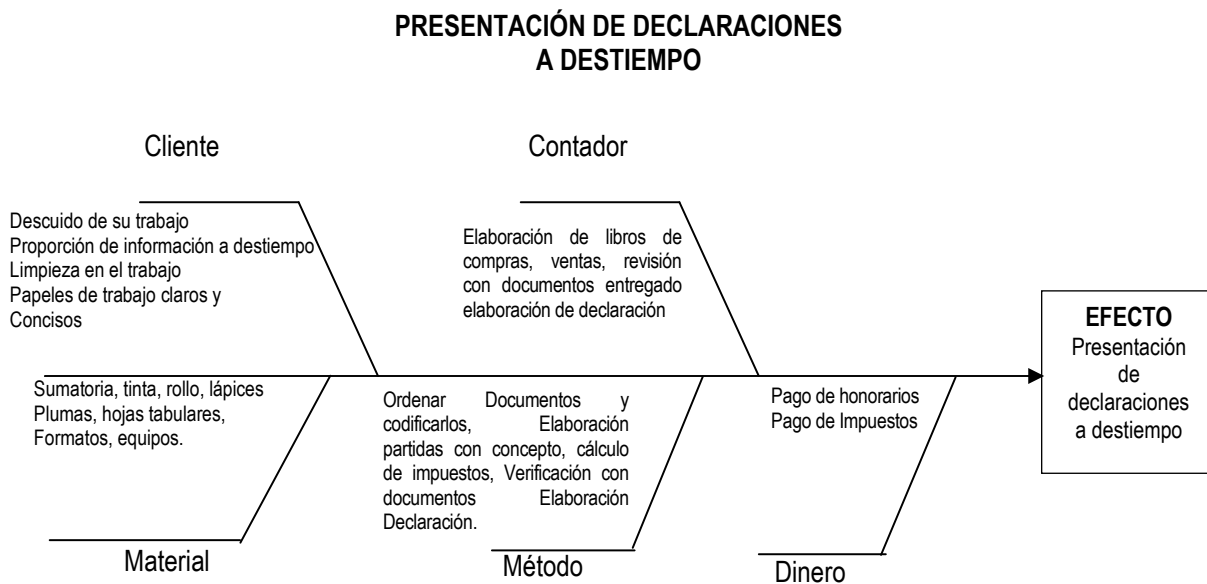 PRESENTACIÓN DE DECLARACIONES
A DESTIEMPO
Cliente
Contador
Descuido de su trabajo
Proporción de información a destiempo
Limpieza en el trabajo
Papeles de trabajo claros y
Concisos
Elaboración de libros de
compras, ventas, revisión
con documentos entregado
elaboración de declaración
EFECTO
Presentación
de
declaraciones
a destiempo
Sumatoria, tinta, rollo, lápices
Plumas, hojas tabulares,
Formatos, equipos.
Ordenar Documentos y
codificarlos, Elaboración
partidas con concepto, cálculo
de impuestos, Verificación con
documentos Elaboración
Declaración.
Pago de honorarios
Pago de Impuestos
Material
Método
Dinero